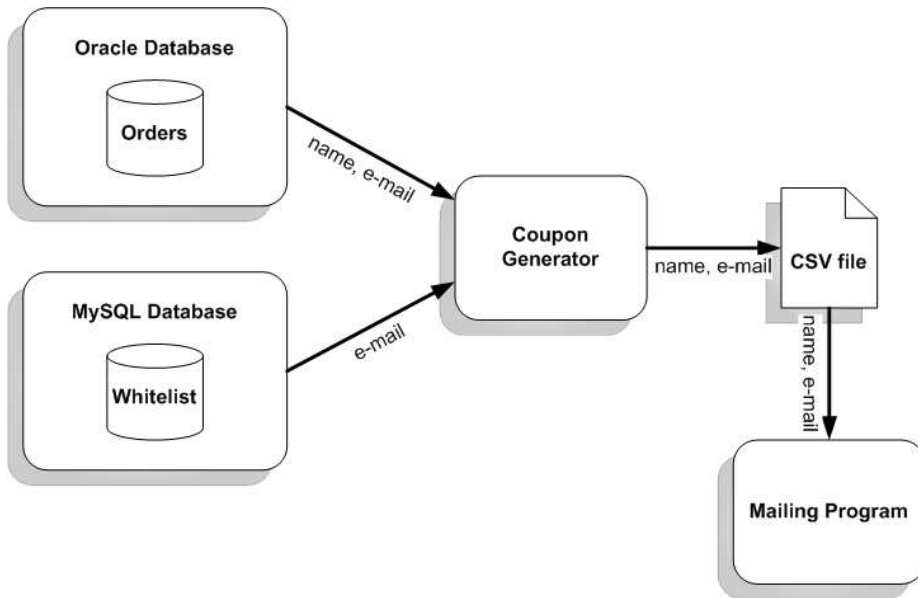 Oracle Database
Orders
name, e-mail
MySQL Database
Whitelist
e-mail
Coupon
Generator
name, e-mail
CSV file
name, e-mail
Mailing Program